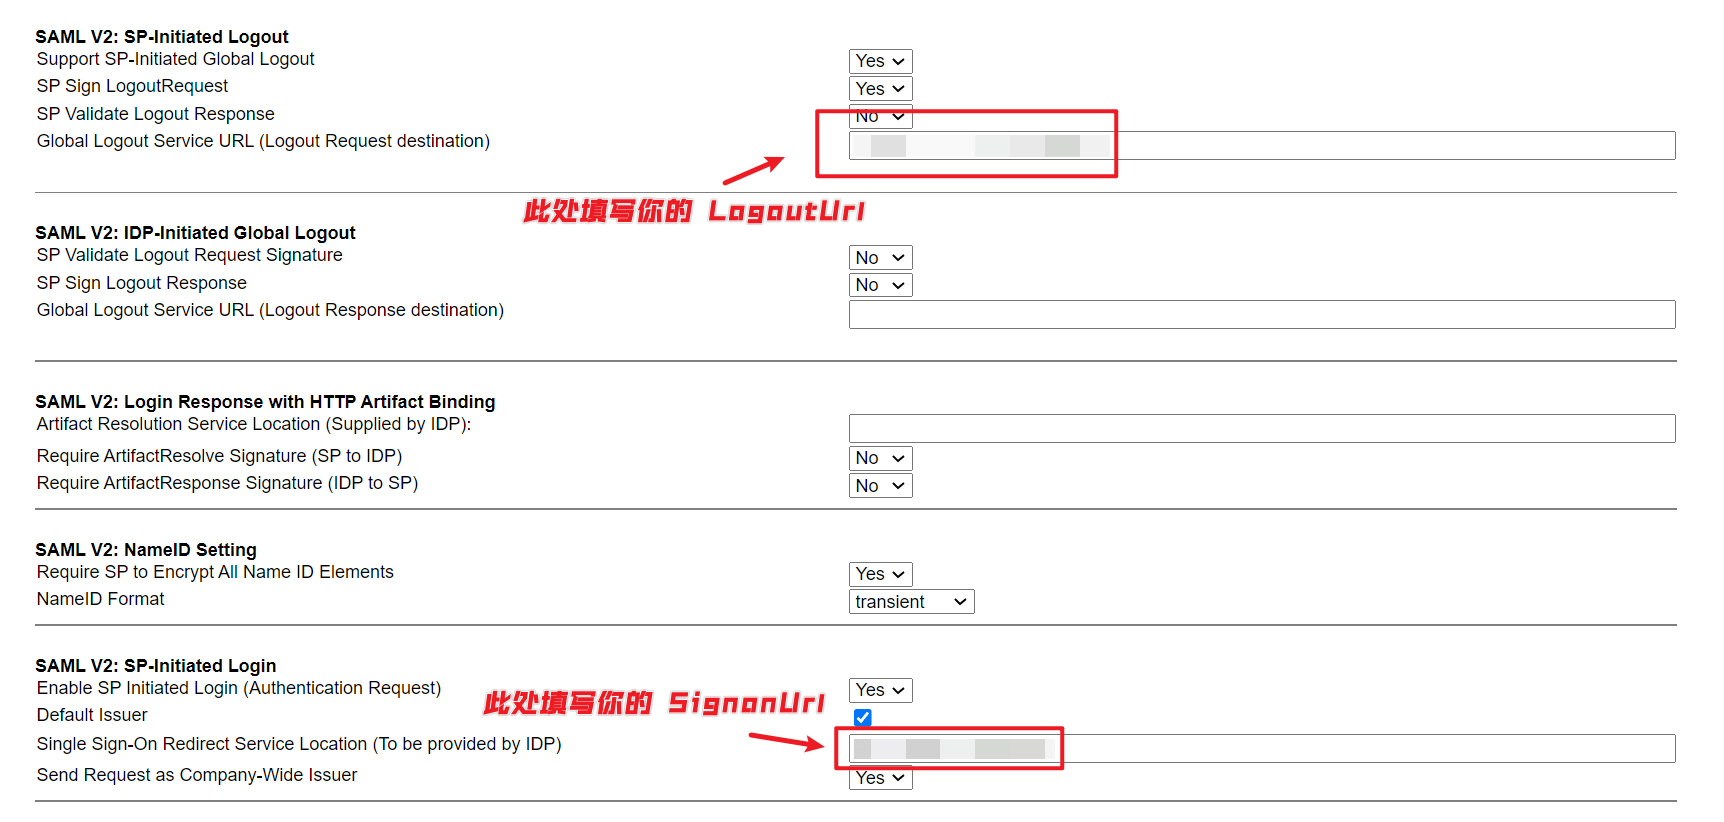 SAML V2: SP-Initiated Logout
Support SP-Initiated Global Logout Yes
SP Sign LogoutRequest Yes
SP Validate Logout Response No
Global Logout Service URL (Logout Request destination)
此处填写你的 LogoutUrl
SAML V2: IDP-Initiated Global Logout
SP Validate Logout Request Signature No
SP Sign Logout Response No
Global Logout Service URL (Logout Response destination)
SAML V2: Login Response with HTTP Artifact Binding
Artifact Resolution Service Location (Supplied by IDP):
Require ArtifactResolve Signature (SP to IDP) No
Require ArtifactResponse Signature (IDP to SP) No
SAML V2: NameID Setting
Require SP to Encrypt All Name ID Elements Yes
NameID Format transient
SAML V2: SP-Initiated Login
Enable SP Initiated Login (Authentication Request) Yes
此处填写你的 SignonUrl
Default Issuer
Single Sign-On Redirect Service Location (To be provided by IDP)
Send Request as Company-Wide Issuer Yes